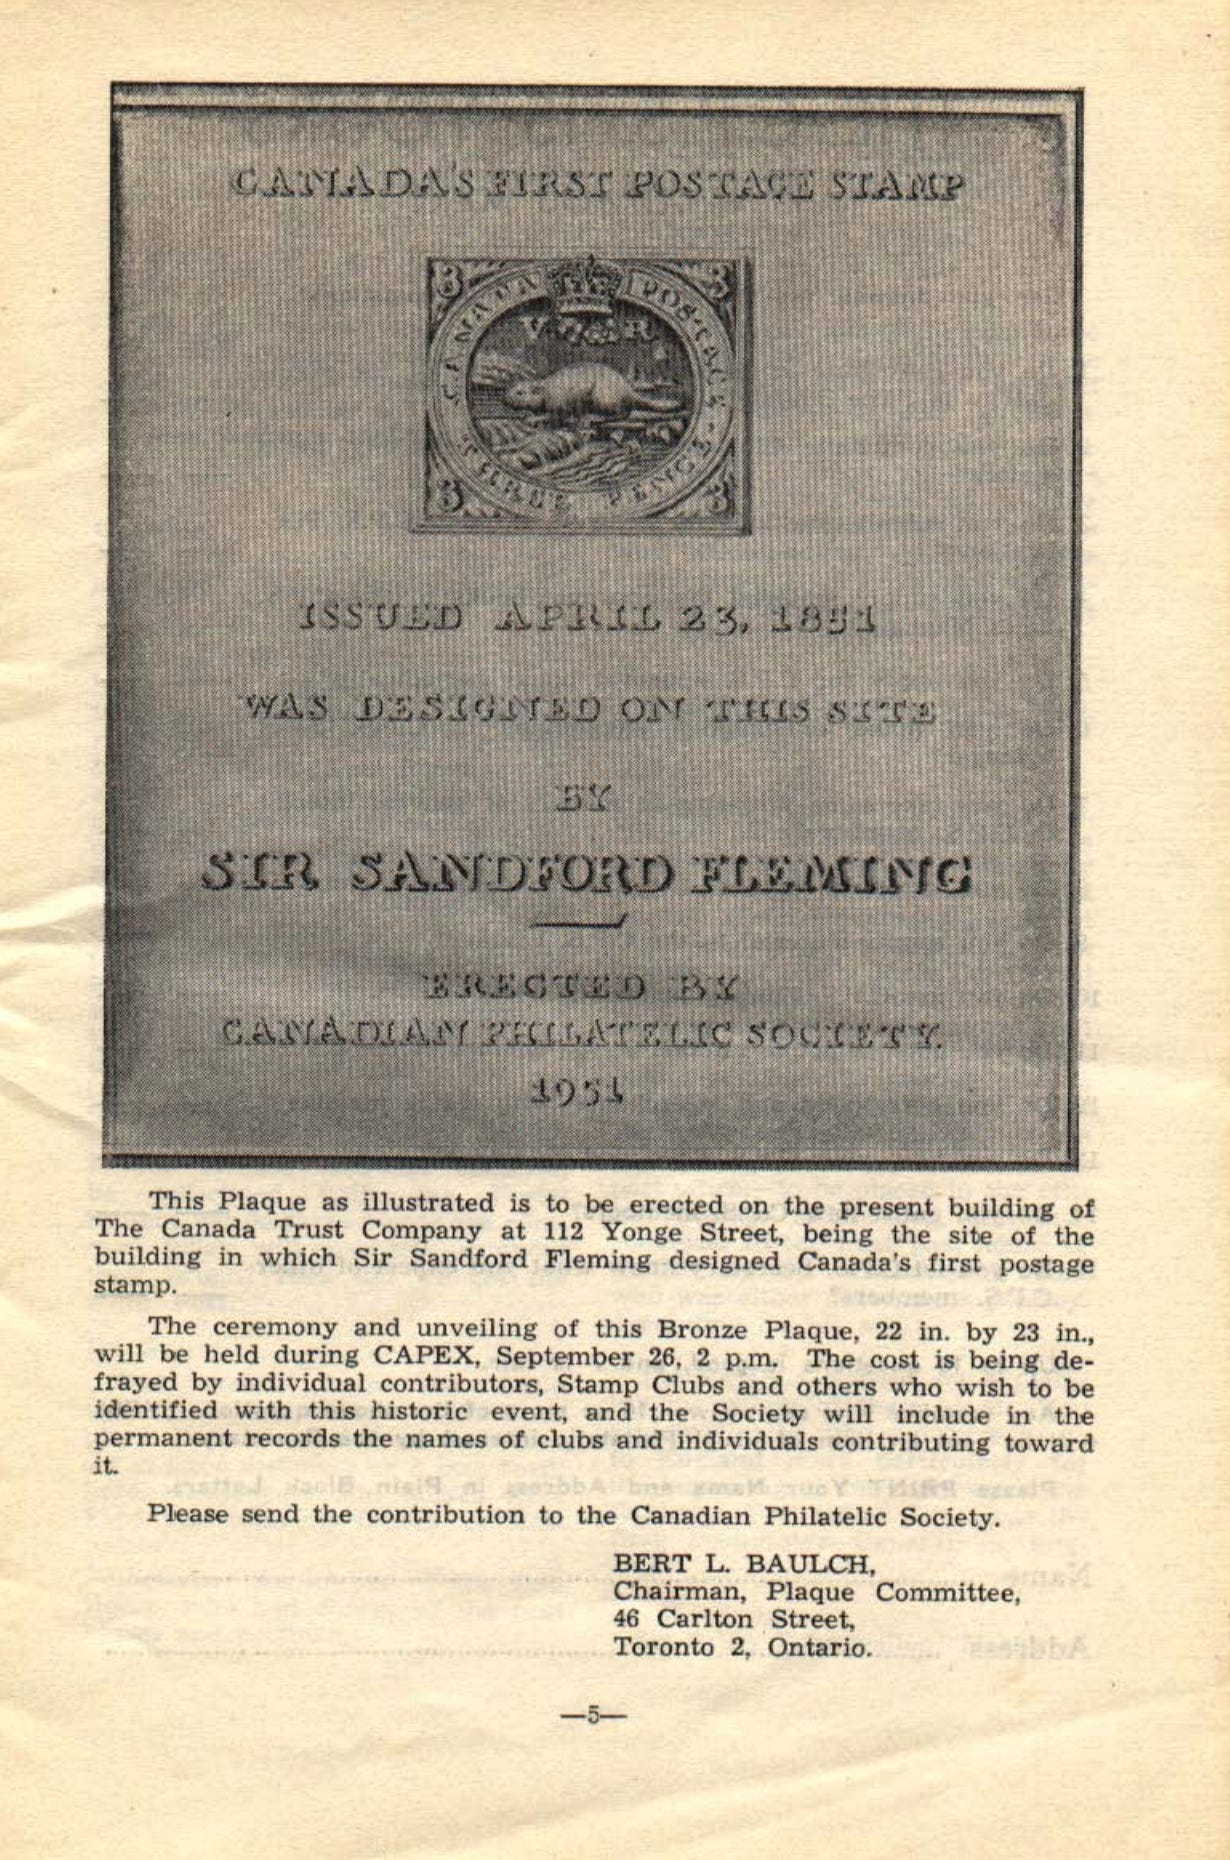 CANADA'S FIRST POSTAGE STAMP
3 3
CANADA POSTAGE
V R
THREE PENCE
3 3
ISSUED APRIL 23, 1851
WAS DESIGNED ON THIS SITE
BY
SIR SANDFORD FLEMING
ERECTED BY
CANADIAN PHILATELIC SOCIETY.
1951
This Plaque as illustrated is to be erected on the present building of
The Canada Trust Company at 112 Yonge Street, being the site of the
building in which Sir Sandford Fleming designed Canada's first postage
stamp.
The ceremony and unveiling of this Bronze Plaque, 22 in. by 23 in.,
will be held during CAPEX, September 26, 2 p.m. The cost is being de-
frayed by individual contributors, Stamp Clubs and others who wish to be
identified with this historic event, and the Society will include in the
permanent records the names of clubs and individuals contributing toward
it.
Please send the contribution to the Canadian Philatelic Society.
BERT L. BAULCH,
Chairman, Plaque Committee,
46 Carlton Street,
Toronto 2, Ontario.
—5—